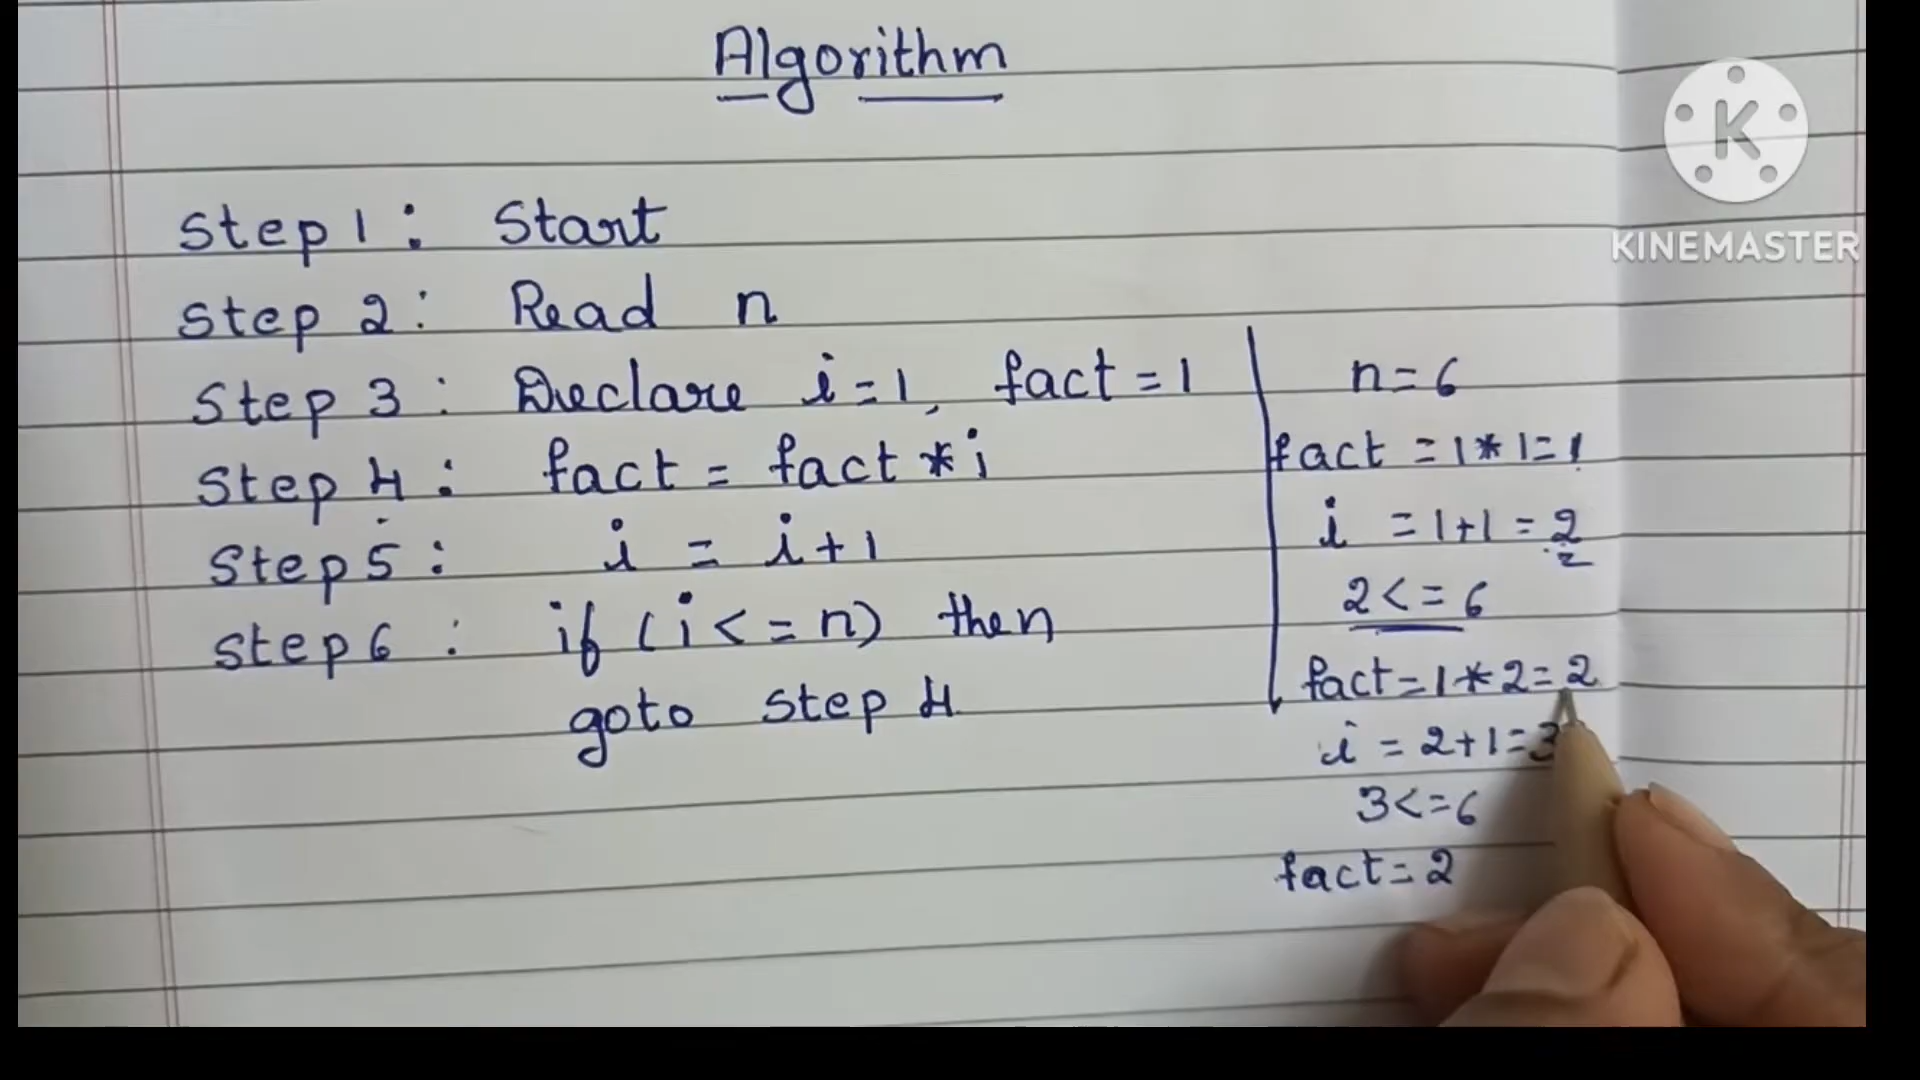 Algorithm
Step 1 : Start
Step 2 : Read n
Step 3 : Declare i = 1, fact = 1
Step 4 : fact = fact * i
Step 5 : i = i + 1
Step 6 : if (i < = n) then
goto step 4
n = 6
fact = 1 * 1 = 1
i = 1 + 1 = 2
2 < = 6
fact = 1 * 2 = 2
i = 2 + 1 = 3
3 < = 6
fact = 2
K
KINEMASTER